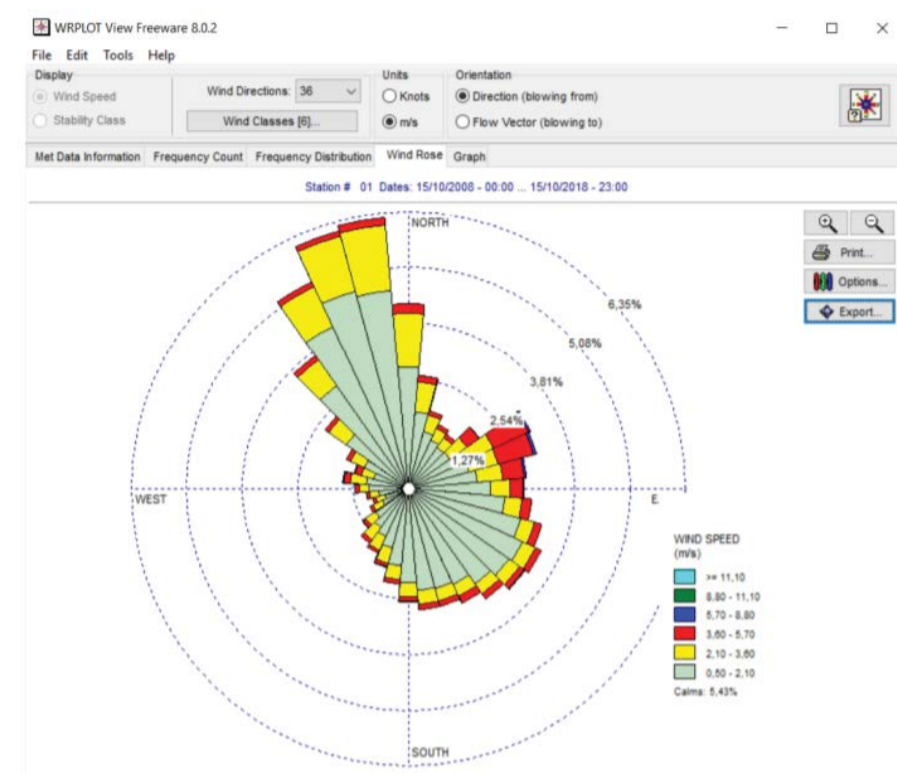 WRPLOT View Freeware 8.0.2
File Edit Tools Help
Display
Wind Speed
Stability Class
Wind Directions: 36
Wind Classes [6]...
Units
Knots
m/s
Orientation
Direction (blowing from)
Flow Vector (blowing to)
?
Met Data Information Frequency Count Frequency Distribution Wind Rose Graph
Station # 01 Dates: 15/10/2008 - 00:00 ... 15/10/2018 - 23:00
Print...
Options...
Export...
NORTH
6,35%
5,08%
3,81%
2,54%
1,27%
WEST
E
SOUTH
WIND SPEED
(m/s)
>= 11,10
8,80 - 11,10
5,70 - 8,80
3,60 - 5,70
2,10 - 3,60
0,50 - 2,10
Calms: 5,43%